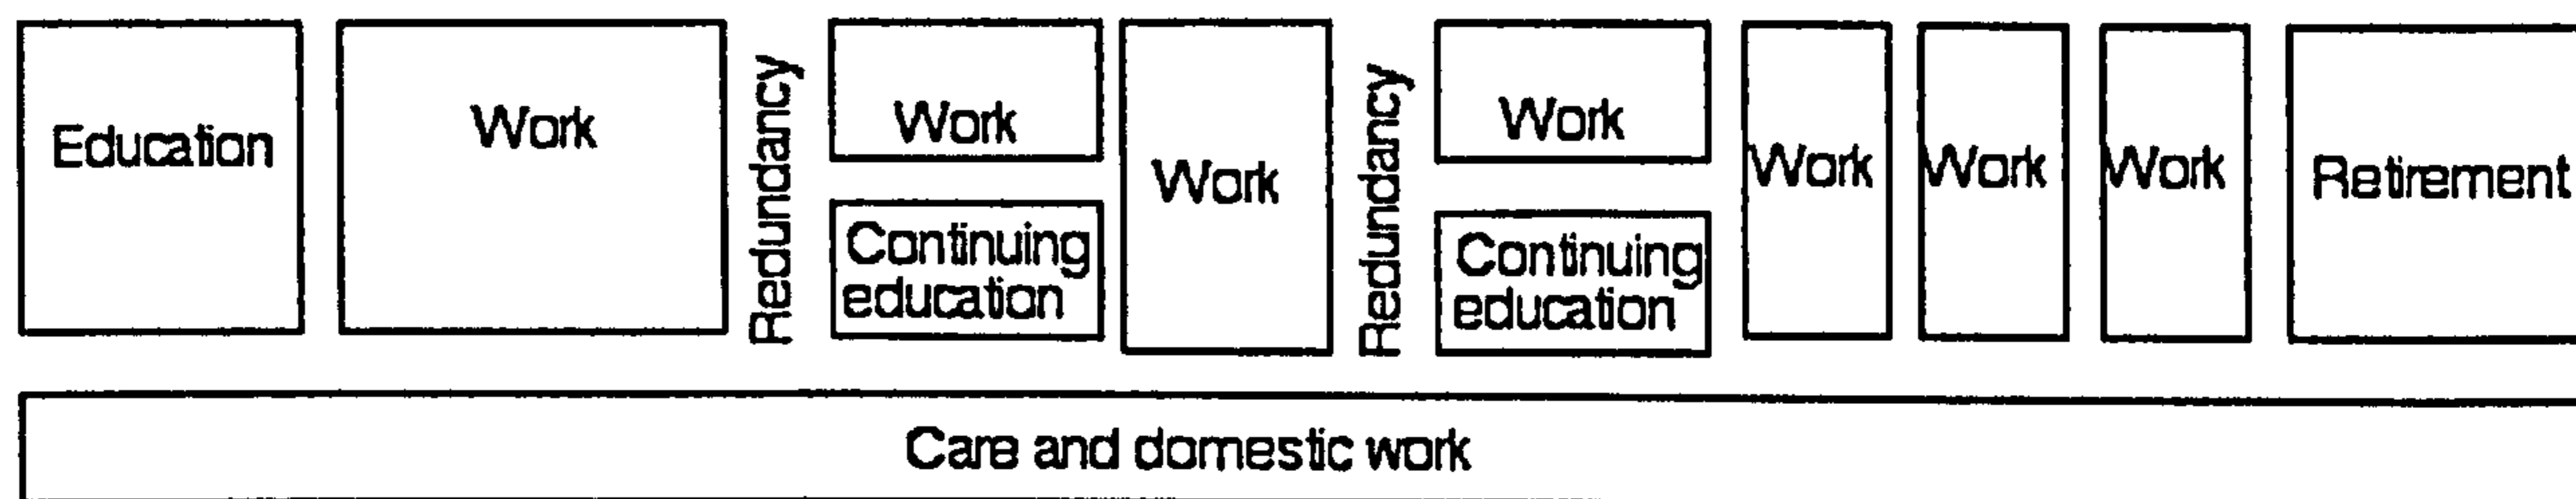 Education
Work
Redundancy
Work
Continuing
education
Work
Redundancy
Work
Continuing
education
Work
Work
Work
Retirement
Care and domestic work